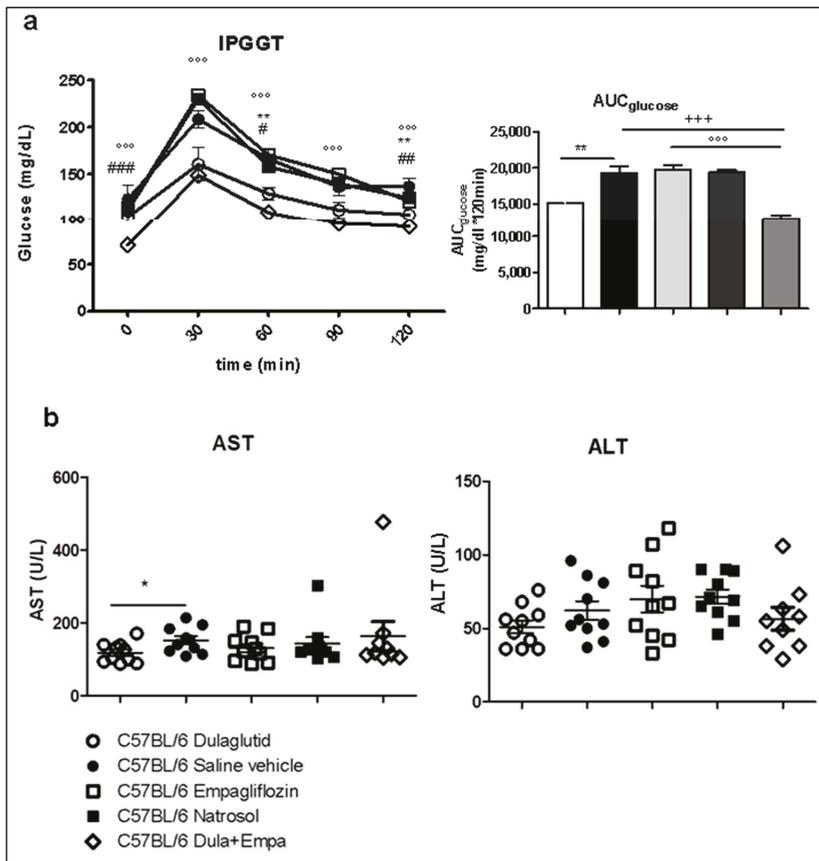 a
IPGGT
Glucose (mg/dL)
250
200
150
100
50
0
°°°
###
°°°
°°°
**
#
°°°
°°°
**
##
0
30
60
90
120
time (min)
AUCglucose
AUCglucose
(mg/dl *120min)
25,000
20,000
15,000
10,000
5,000
0
**
+++
°°°
b
AST
AST (U/L)
600
400
200
0
*
ALT
ALT (U/L)
150
100
50
0
C57BL/6 Dulaglutid
C57BL/6 Saline vehicle
C57BL/6 Empagliflozin
C57BL/6 Natrosol
C57BL/6 Dula+Empa